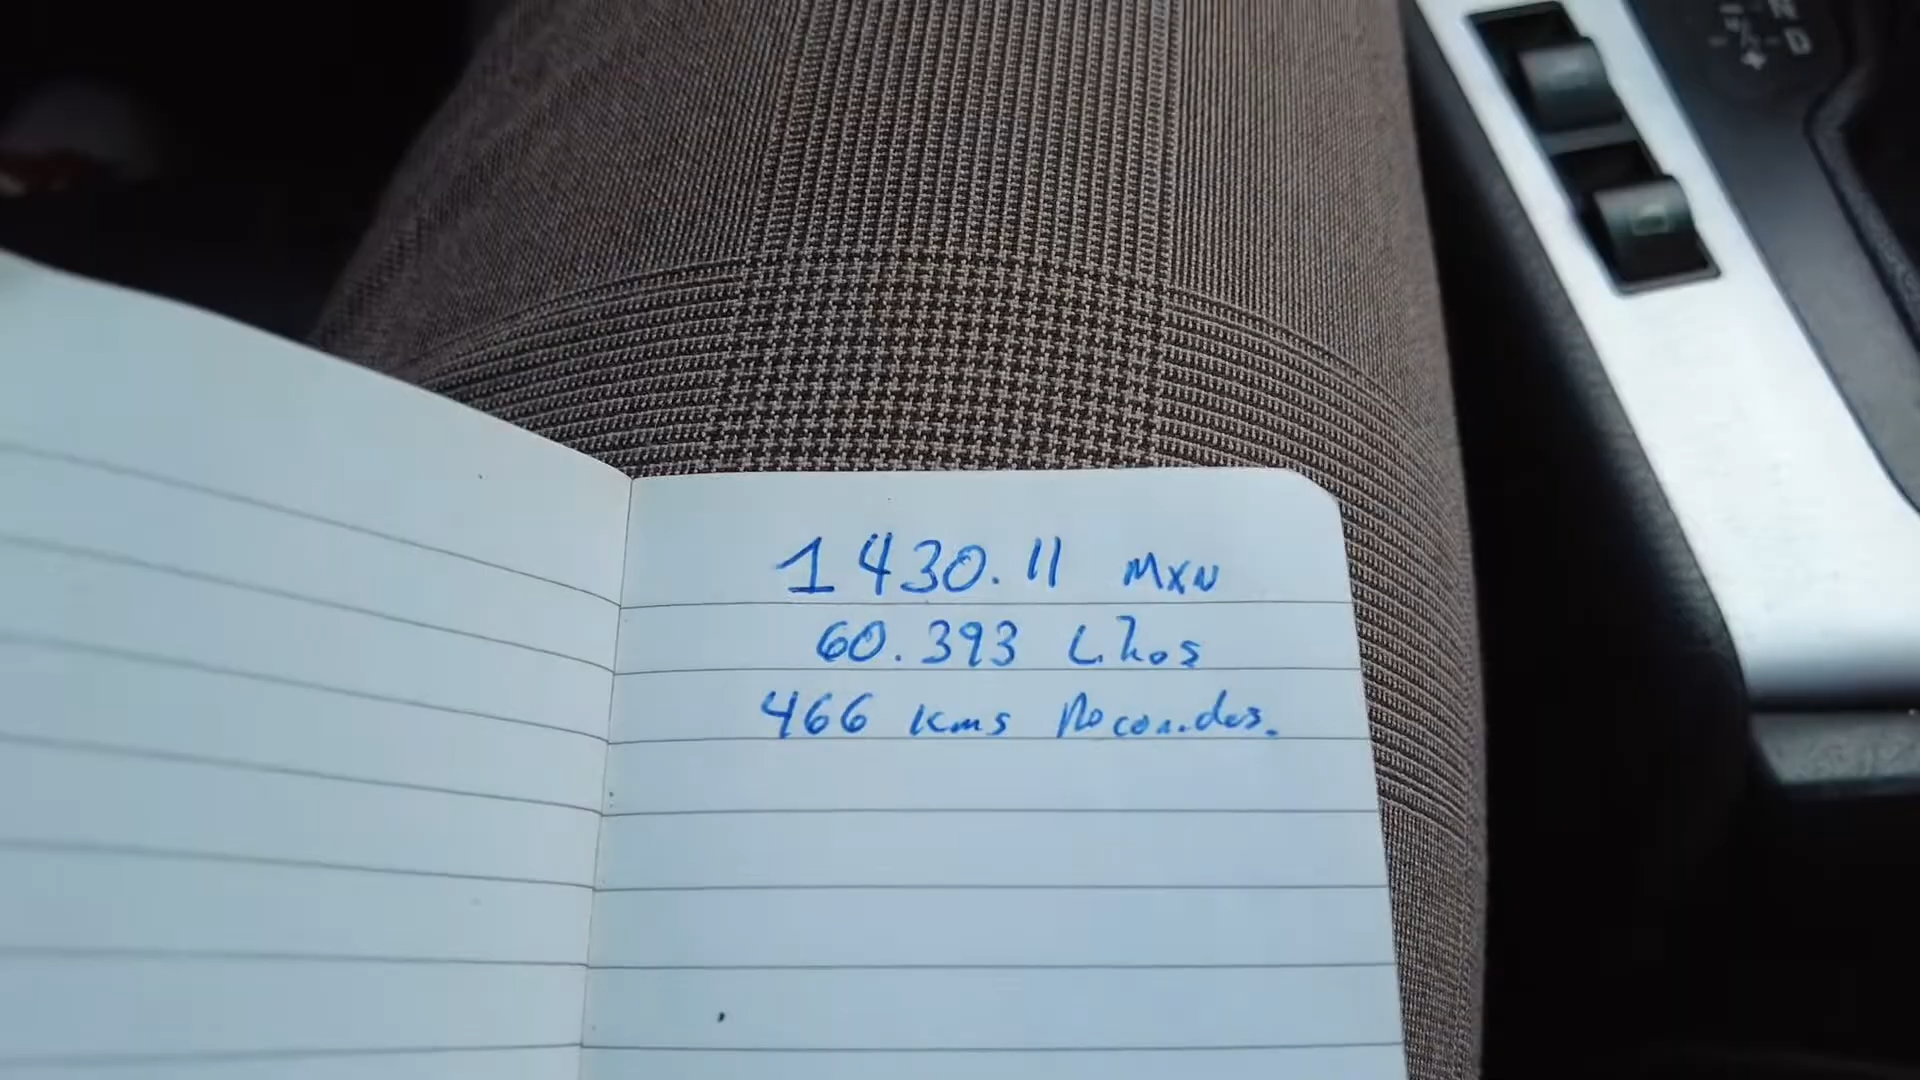 1430.11 MXN
60.393 Litros
466 Kms Recorridos.
N
D